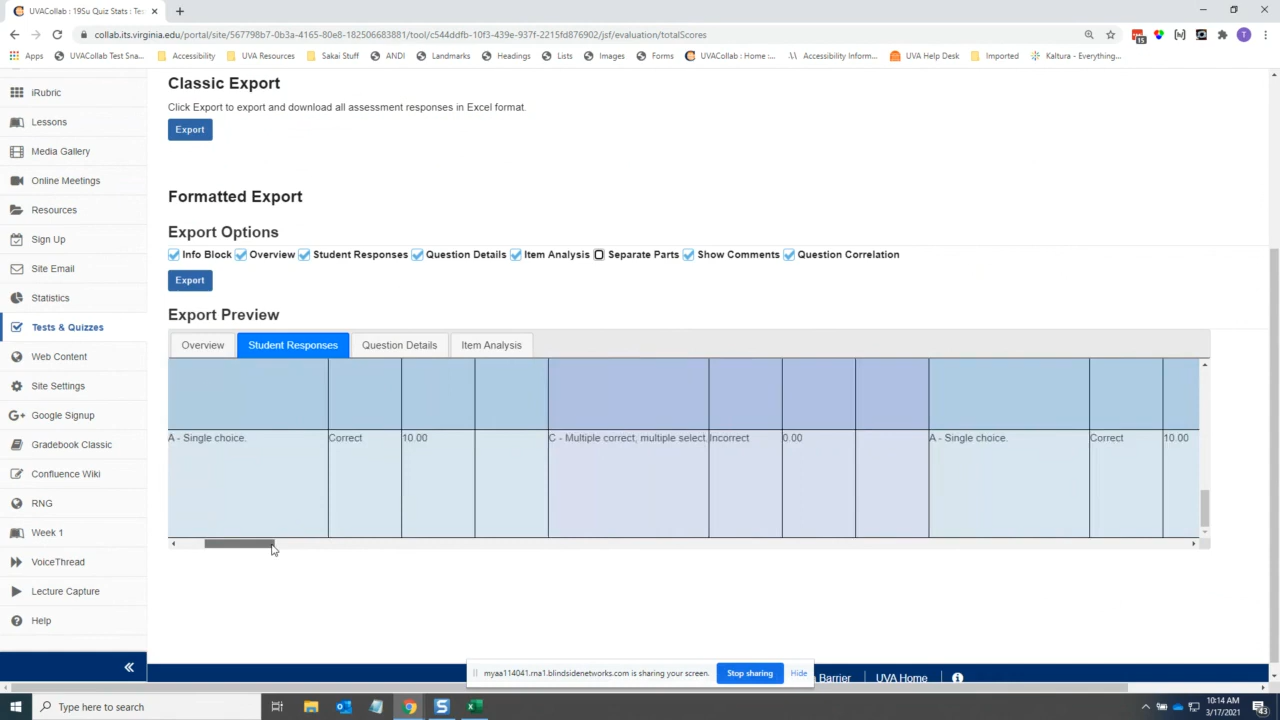 UVACollab : 19Su Quiz Stats : Tes
collab.its.virginia.edu/portal/site/567798b7-0b3a-4165-80e8-182506683881/tool/c544ddfb-10f3-439e-937f-2215fd876902/jsf/evaluation/totalScores
15
T
Apps
UVACollab Test Sna...
Accessibility
UVA Resources
Sakai Stuff
ANDI
Landmarks
Headings
Lists
Images
Forms
UVACollab : Home :...
Accessibility Inform...
UVA Help Desk
Imported
Kaltura - Everything...
iRubric
Lessons
Media Gallery
Online Meetings
Resources
Sign Up
Site Email
Statistics
Tests & Quizzes
Web Content
Site Settings
Google Signup
Gradebook Classic
Confluence Wiki
RNG
Week 1
VoiceThread
Lecture Capture
Help
Classic Export
Click Export to export and download all assessment responses in Excel format.
Export
Formatted Export
Export Options
Info Block Overview Student Responses Question Details Item Analysis Separate Parts Show Comments Question Correlation
Export
Export Preview
Overview Student Responses Question Details Item Analysis
A - Single choice. Correct 10.00 C - Multiple correct, multiple select. Incorrect 0.00 A - Single choice. Correct 10.00
myaa114041.rna1.blindsidenetworks.com is sharing your screen. Stop sharing Hide
Barrier UVA Home
Type here to search
10:14 AM
3/17/2021
43